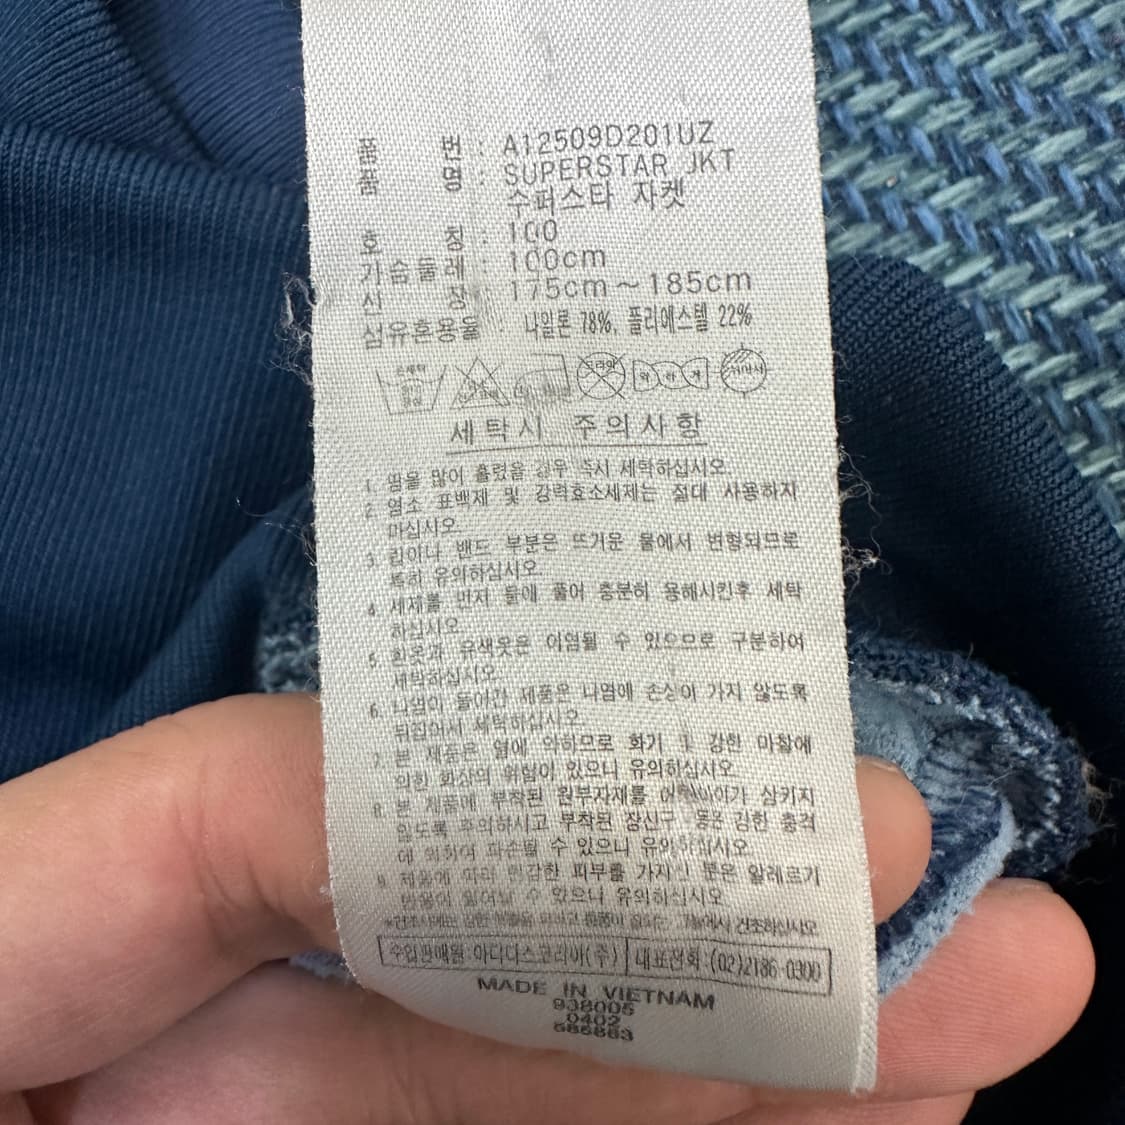 품 번 : A12509D201UZ
품 명 : SUPERSTAR JKT
수퍼스타 자켓
호 칭 : 100
가슴둘레 : 100cm
신 장 : 175cm~185cm
섬유혼용율 : 나일론 78%, 폴리에스텔 22%
드라이
세탁시 주의사항
1. 땀을 많이 흘렸을 경우 즉시 세탁하십시오.
2. 염소 표백제 및 강력효소세제는 절대 사용하지
마십시오.
3. 립이나 밴드 부분은 뜨거운 물에서 변형되므로
특히 유의하십시오.
4. 세제를 먼저 물에 풀어 충분히 용해시킨후 세탁
하십시오.
5. 흰옷과 유색옷은 이염될 수 있으므로 구분하여
세탁하십시오.
6. 나염이 들어간 제품은 나염에 손상이 가지 않도록
뒤집어서 세탁하십시오.
7. 본 제품은 열에 약하므로 화기 및 강한 마찰에
의한 화상의 위험이 있으니 유의하십시오.
8. 본 제품에 부착된 원부자재를 삼키지
않도록 주의하시고 부착된 장신구 등은 강한 충격
에 의하여 파손될 수 있으니 유의하십시오.
9. 제품에 따라 민감한 피부를 가지신 분은 알레르기
반응이 일어날 수 있으니 유의하십시오.
그늘에서 건조하십시오
수입판매원:아디다스코리아(주) 대표전화:(02)2186-0300
MADE IN VIETNAM
938005
0402